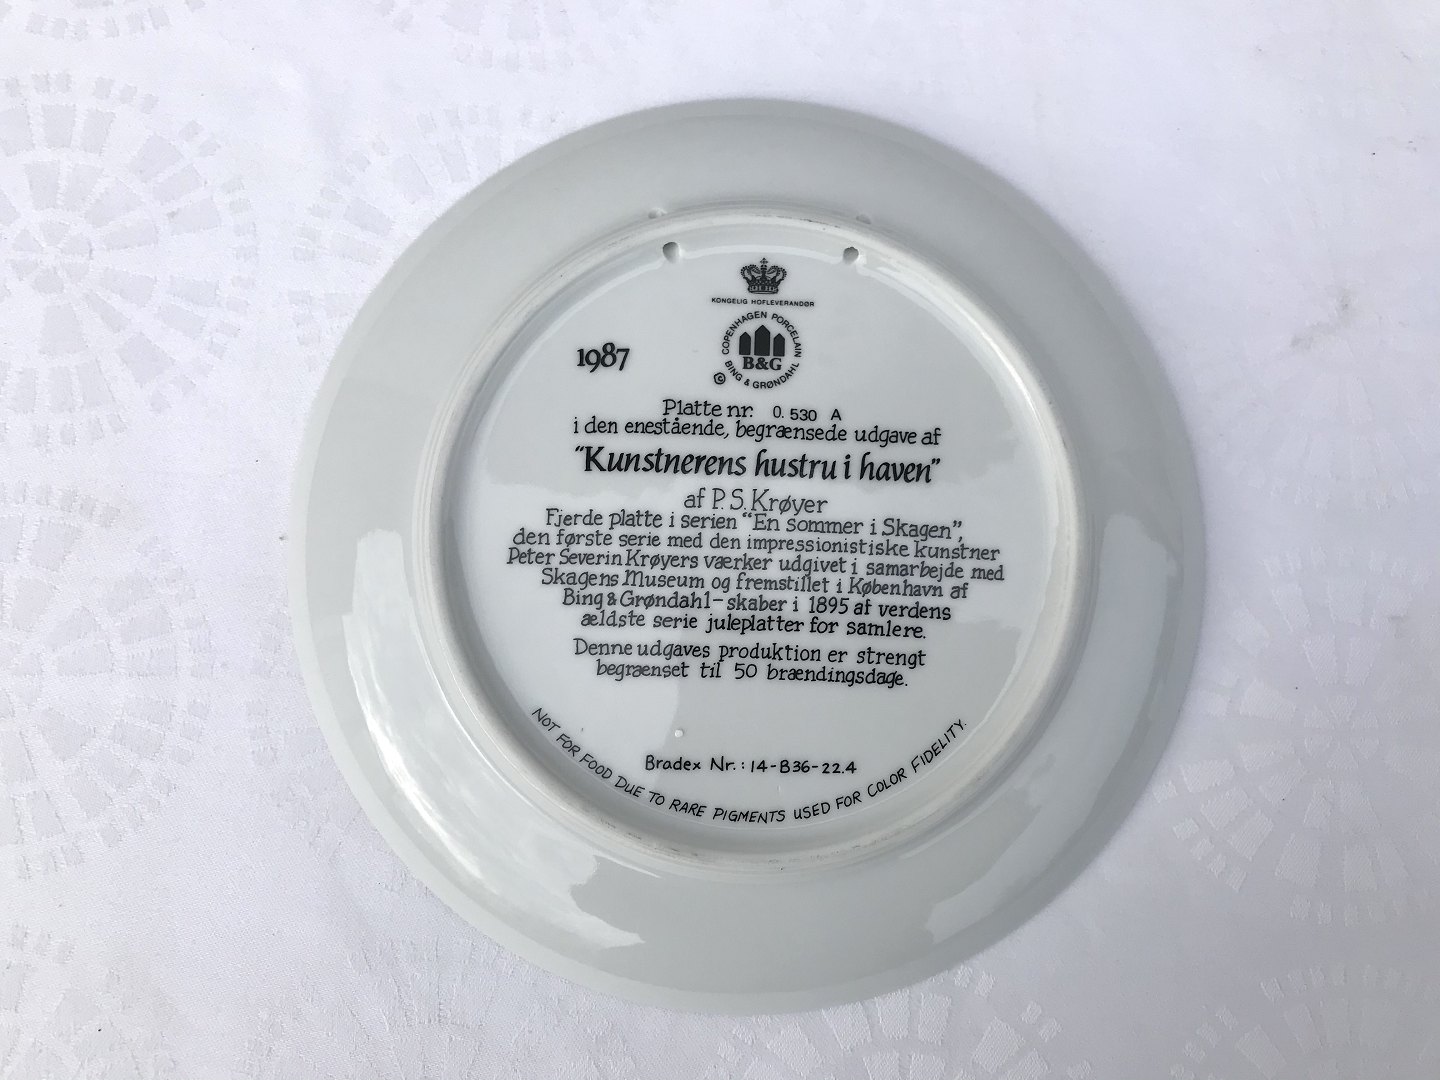 KONGELIG HOFLEVERANDØR
COPENHAGEN PORCELAIN
B&G
© BING & GRØNDAHL
1987
Platte nr. 0. 530 A
i den enestående, begrænsede udgave af
“Kunstnerens hustru i haven”
af P. S. Krøyer
Fjerde platte i serien “En sommer i Skagen”,
den første serie med den impressionistiske kunstner
Peter Severin Krøyers værker udgivet i samarbejde med
Skagens Museum og fremstillet i København af
Bing & Grøndahl – skaber i 1895 af verdens
ældste serie juleplatter for samlere.
Denne udgaves produktion er strengt
begrænset til 50 brændingsdage.
Bradex Nr.: 14-B36-22.4
NOT FOR FOOD DUE TO RARE PIGMENTS USED FOR COLOR FIDELITY.